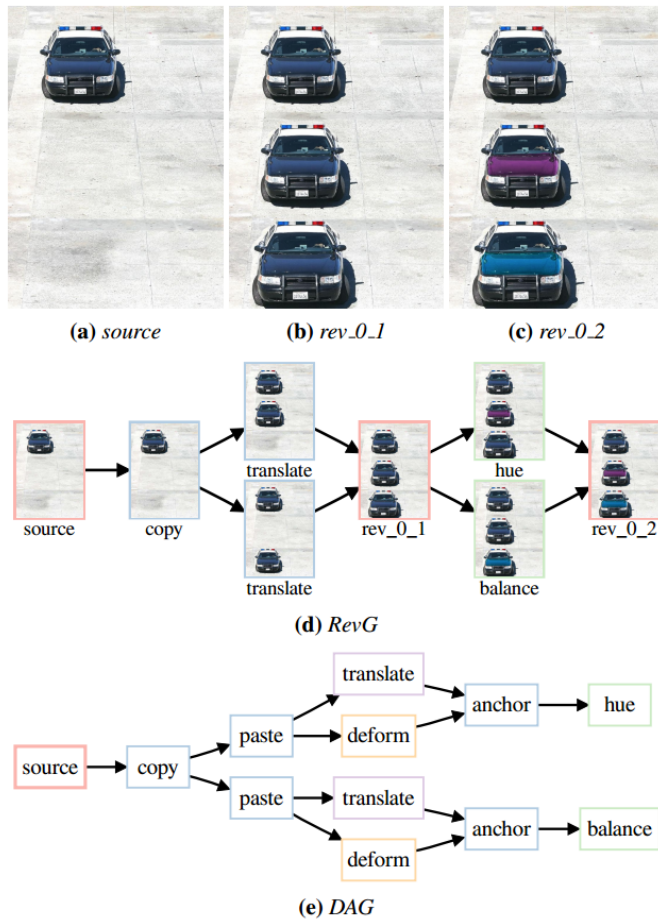 (a) source
(b) rev_0_1
(c) rev_0_2
translate
hue
source
copy
rev_0_1
rev_0_2
translate
balance
(d) RevG
translate
anchor
hue
paste
deform
source
copy
paste
translate
anchor
balance
deform
(e) DAG